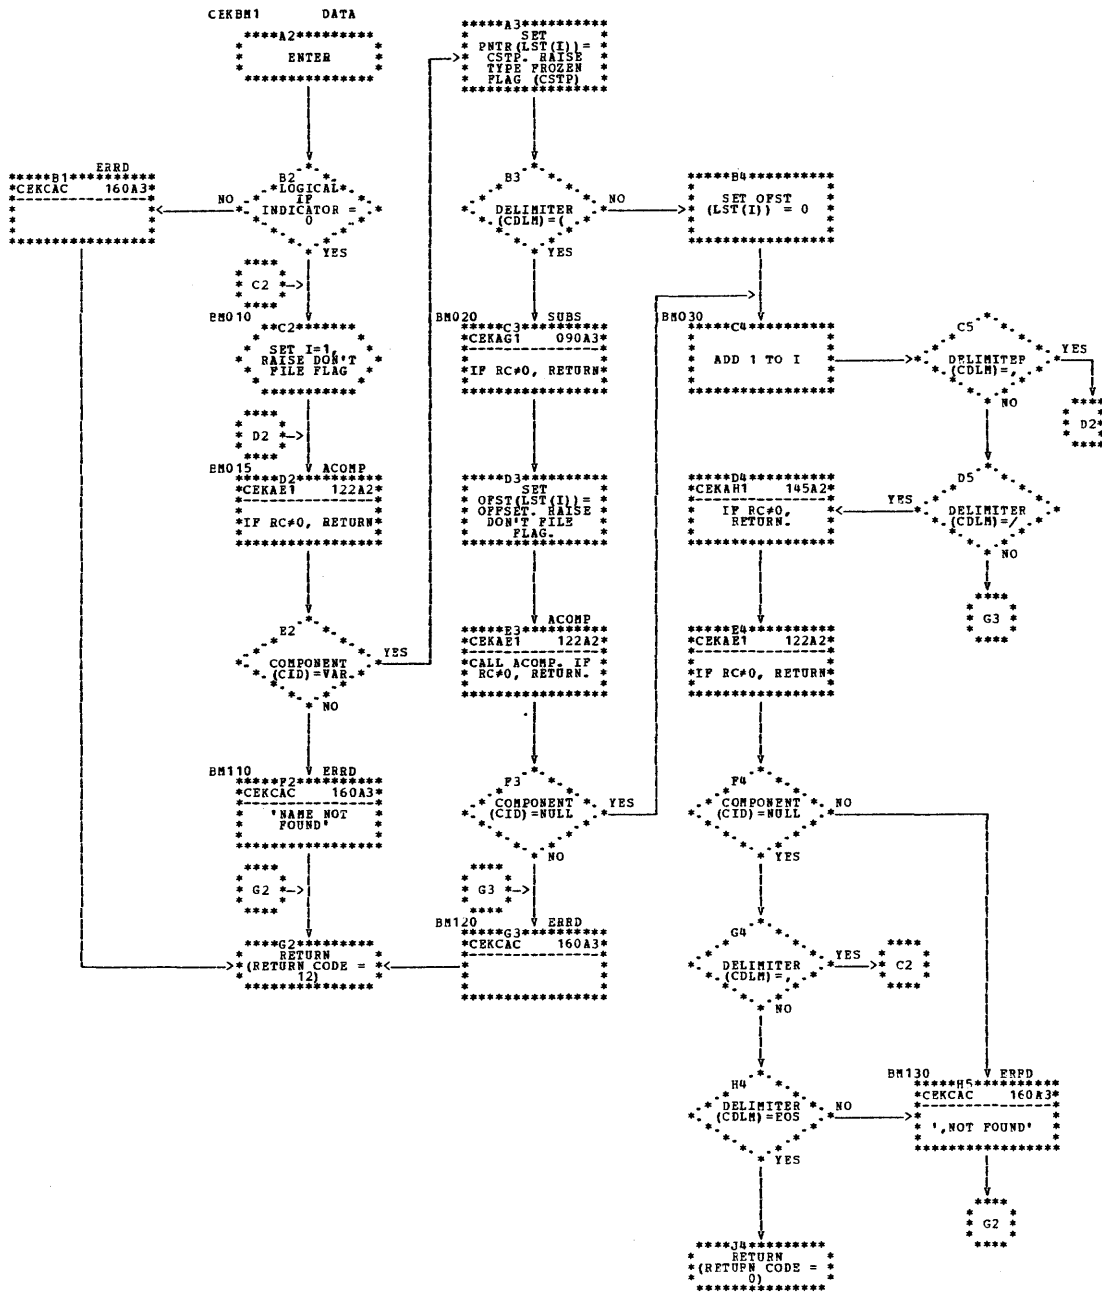 CEKBM1 DATA
A2
ENTER
A3
SET
PNTR(LST(I))=
CSTP. RAISE
TYPE FROZEN
FLAG (CSTP)
ERRD
B1
CEKCAC 160A3
B2
LOGICAL
IF
INDICATOR =
0
NO
YES
B3
DELIMITER
(CDLM)=(
NO
YES
B4
SET OFST
(LST(I)) = 0
C2
BM010
C2
SET I=1,
RAISE DON'T
FILE FLAG
BM020 SUBS
C3
CEKAG1 090A3
IF RC≠0, RETURN
BM030
C4
ADD 1 TO I
C5
DELIMITER
(CDLM)=,
YES
NO
D2
D2
BM015 ACOMP
D2
CEKAE1 122A2
IF RC≠0, RETURN
D3
SET
OFST(LST(I))=
OFFSET. RAISE
DON'T FILE
FLAG.
D4
CEKAH1 145A2
IF RC≠0,
RETURN.
D5
DELIMITER
(CDLM)=/
YES
NO
G3
E2
COMPONENT
(CID)=VAR.
YES
NO
ACOMP
E3
CEKAE1 122A2
CALL ACOMP. IF
RC≠0, RETURN.
E4
CEKAE1 122A2
IF RC≠0, RETURN
BM110 ERRD
F2
CEKCAC 160A3
'NAME NOT
FOUND'
F3
COMPONENT
(CID)=NULL
YES
NO
F4
COMPONENT
(CID)=NULL
NO
YES
G2
G3
G2
RETURN
(RETURN CODE =
12)
BM120 ERRD
G3
CEKCAC 160A3
G4
DELIMITER
(CDLM)=,
YES
NO
C2
H4
DELIMITER
(CDLM)=EOS
NO
YES
BM130 ERRD
H5
CEKCAC 160A3
',NOT FOUND'
G2
J4
RETURN
(RETURN CODE =
0)